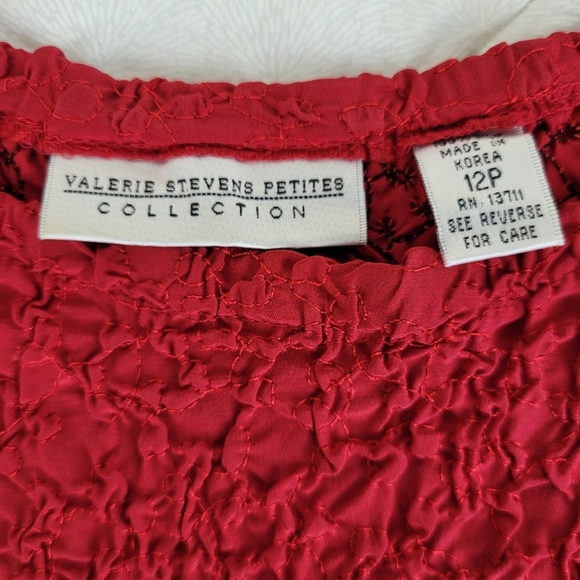 VALERIE STEVENS PETITES
COLLECTION
MADE IN
KOREA
12P
RN. 13711
SEE REVERSE
FOR CARE